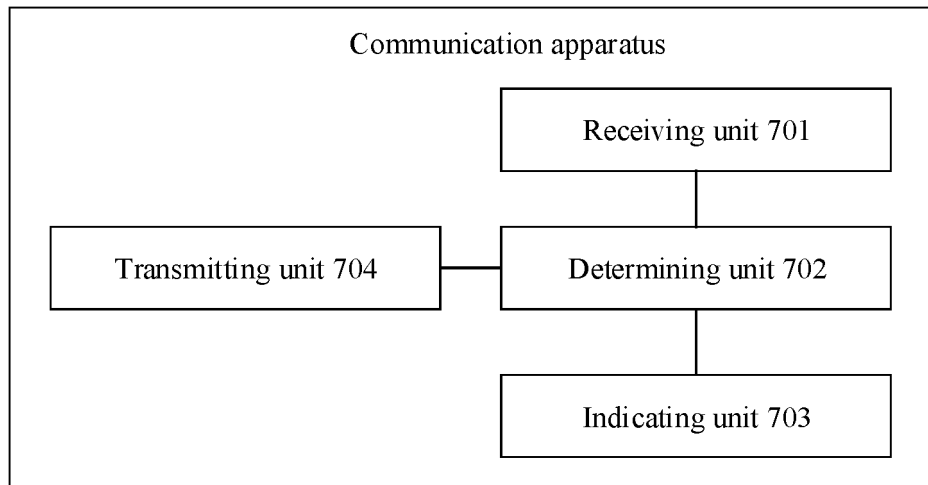 Communication apparatus
Receiving unit 701
Transmitting unit 704
Determining unit 702
Indicating unit 703